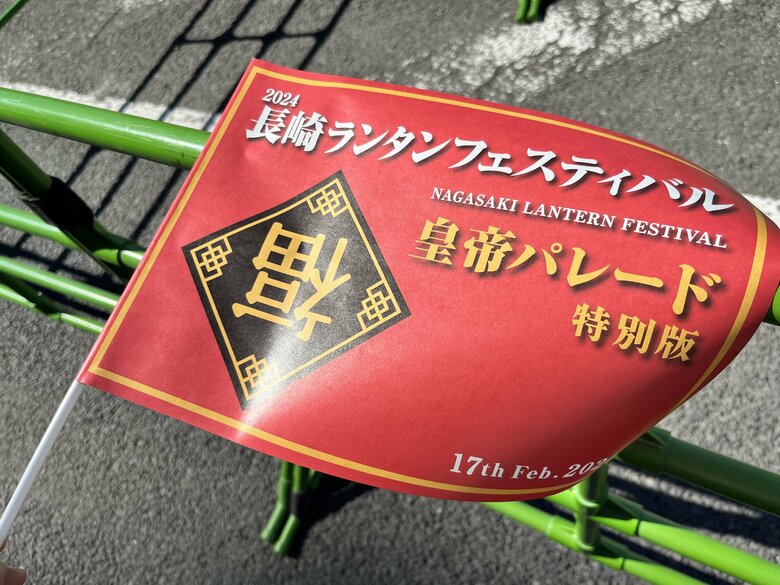 2024
長崎ランタンフェスティバル
NAGASAKI LANTERN FESTIVAL
皇帝パレード
特別版
福
17th Feb. 202